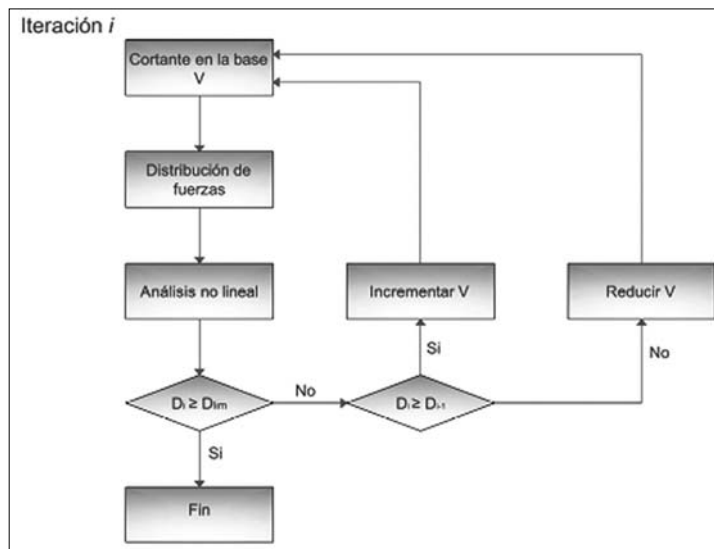 Iteración i
Cortante en la base
V
Distribución de
fuerzas
Análisis no lineal
Incrementar V
Reducir V
Si
No
Di ≥ Dlim
No
Di ≥ Di-1
Si
Fin